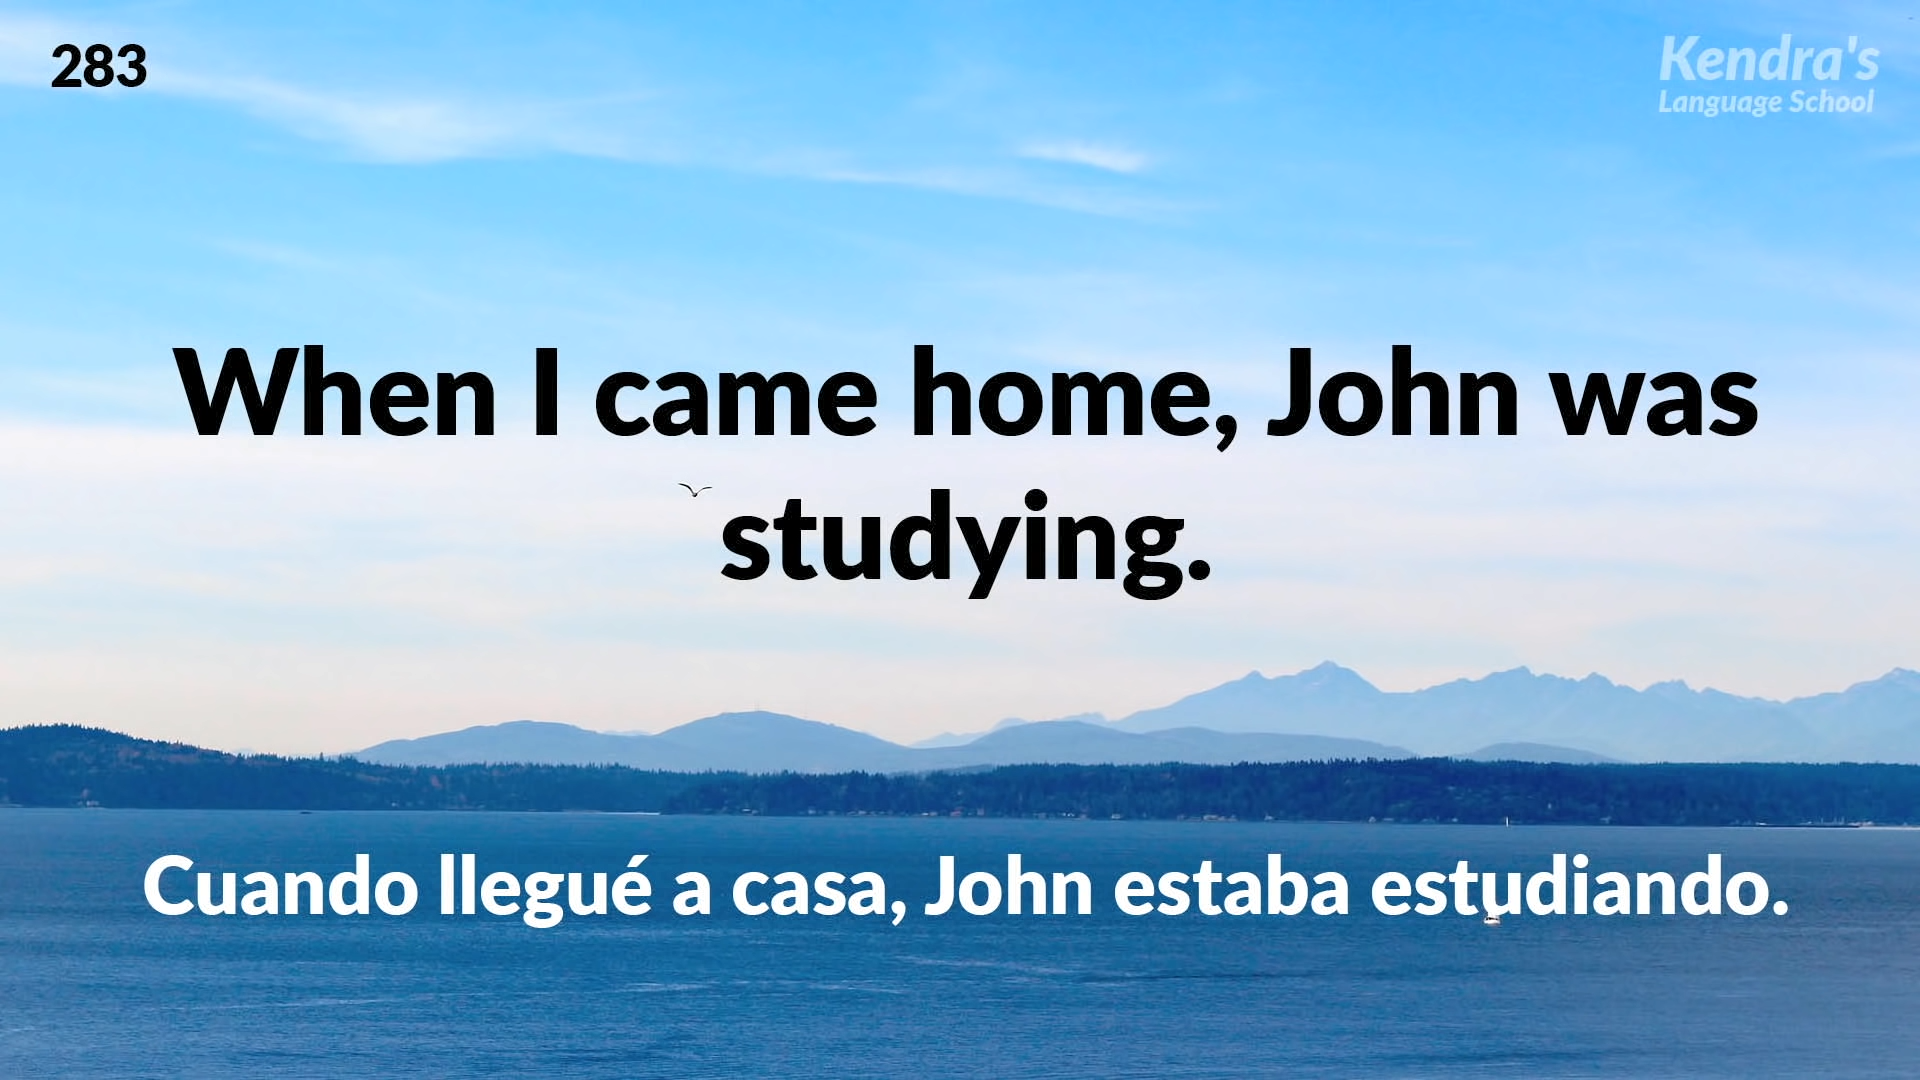 283
Kendra's
Language School
When I came home, John was
studying.
Cuando llegué a casa, John estaba estudiando.